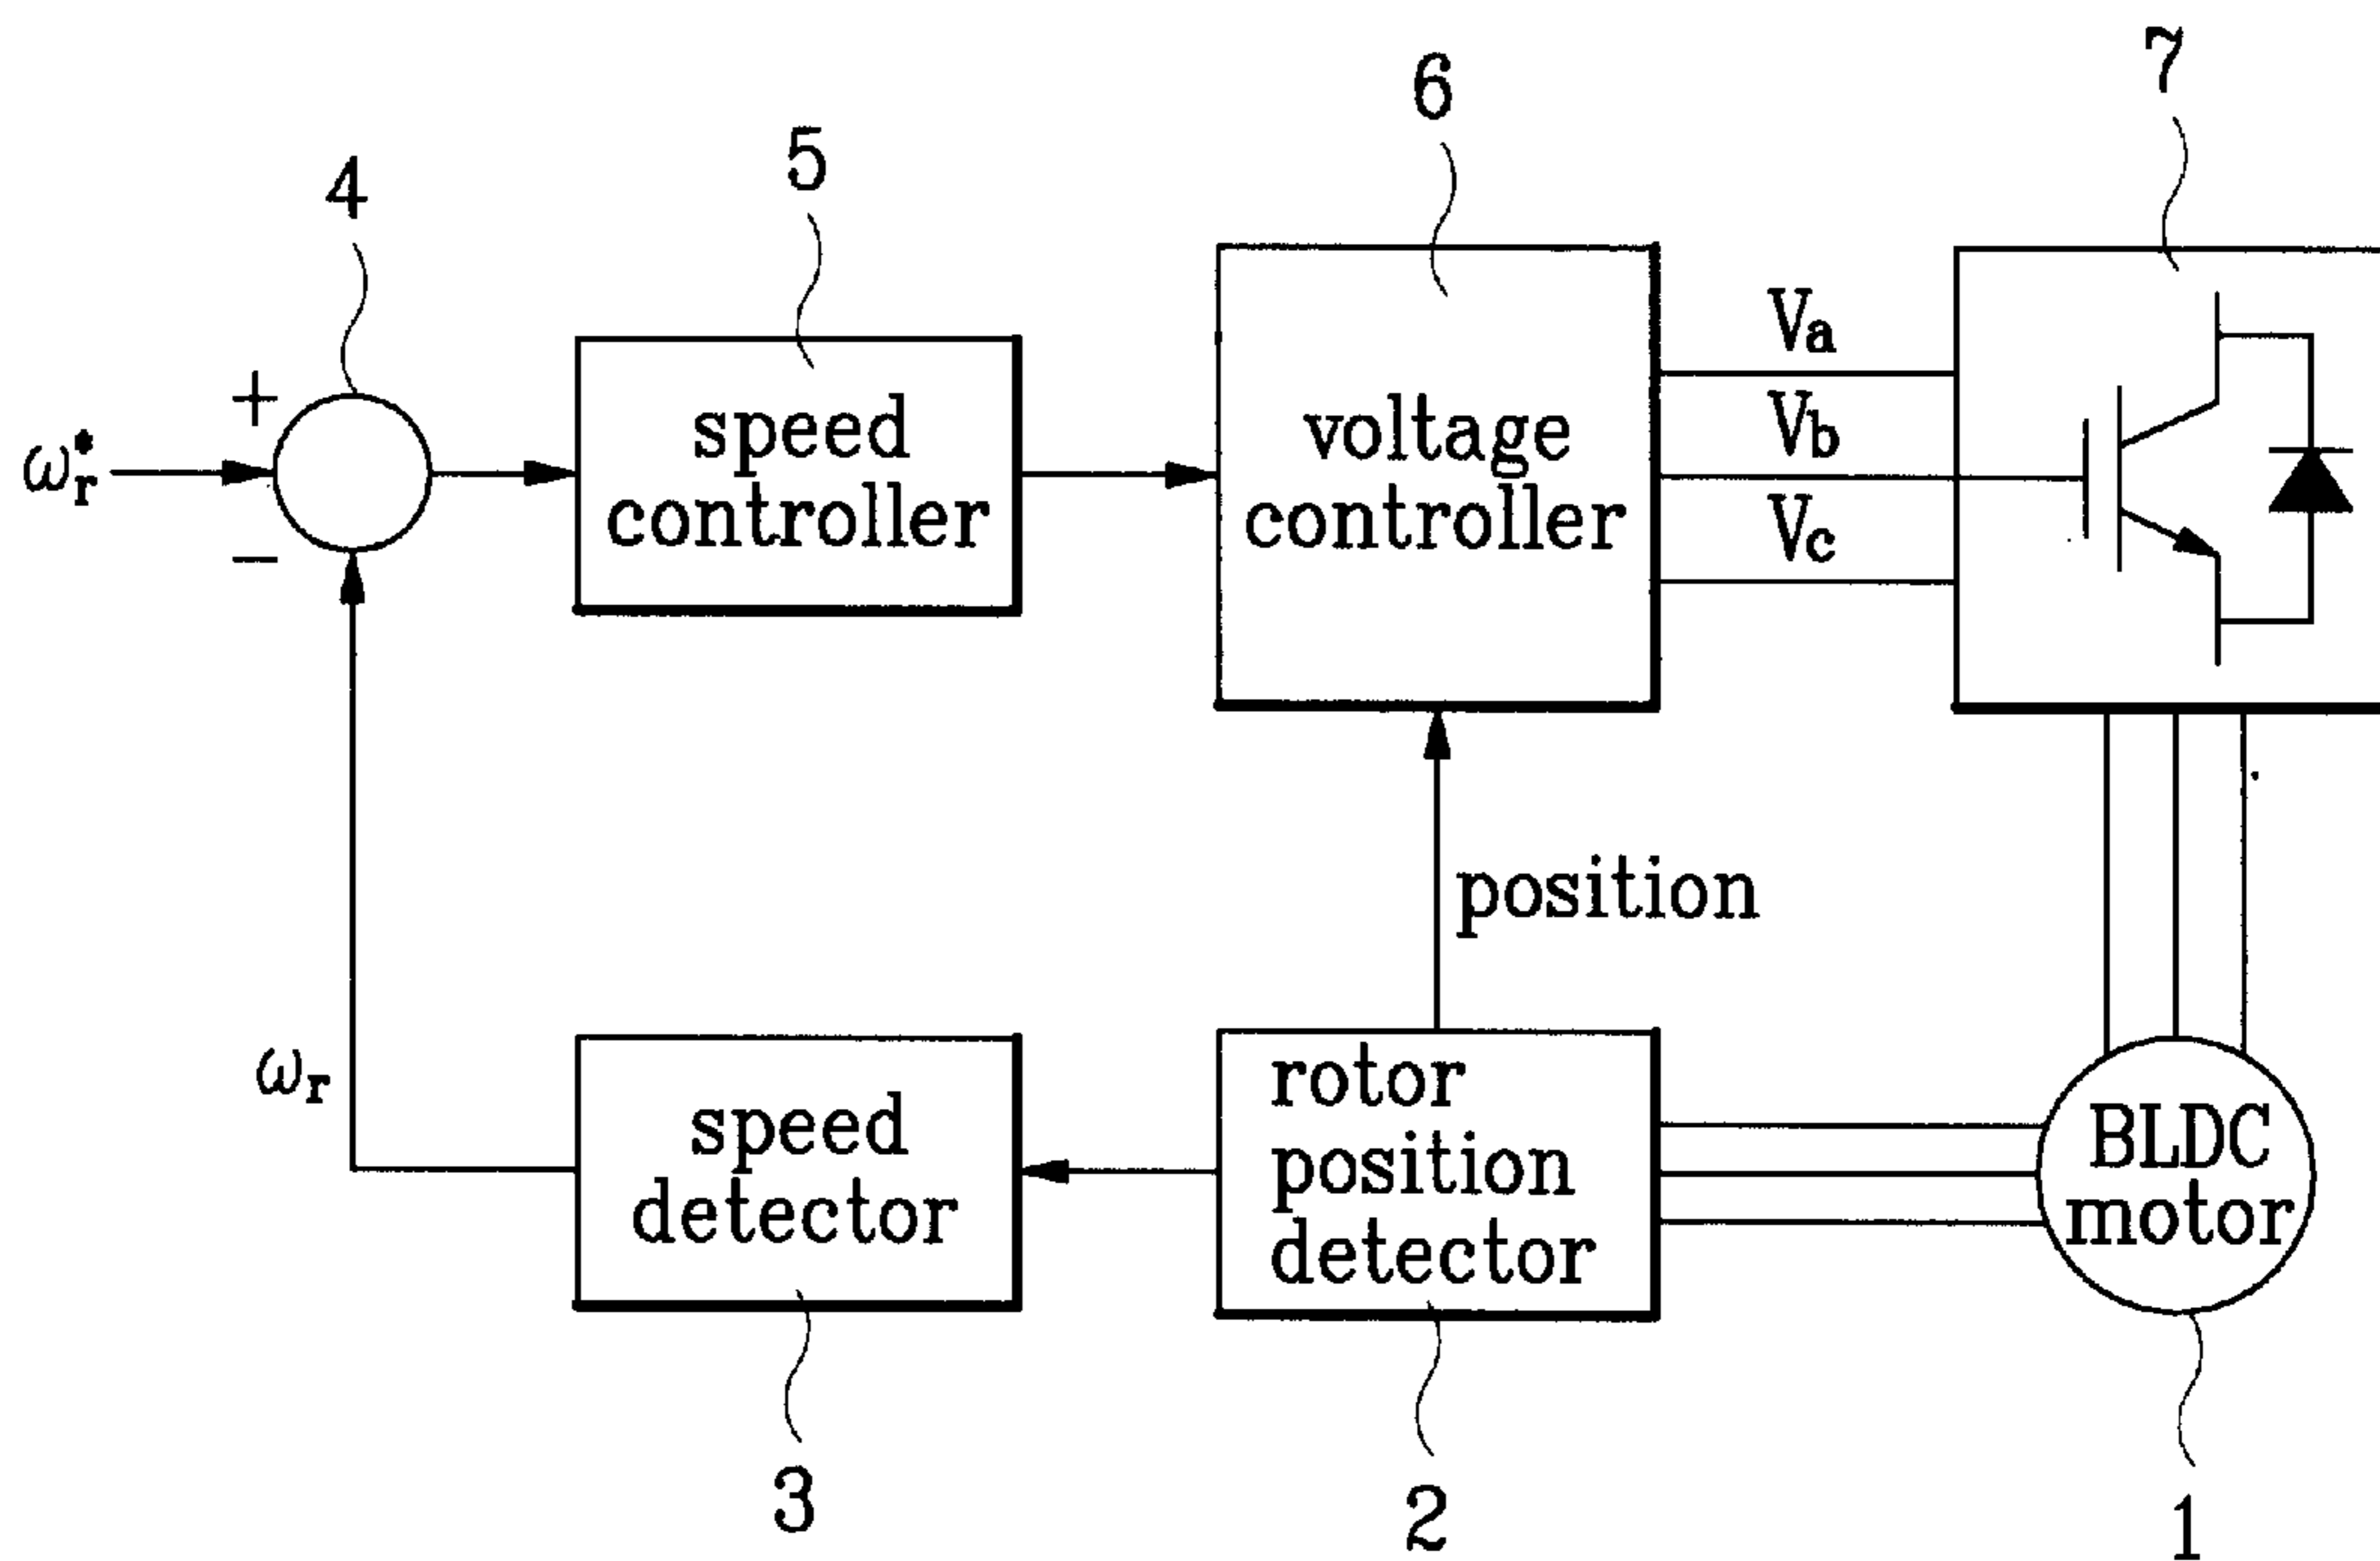 7
6
5
4
+
ωr*
−
speed
controller
voltage
controller
Va
Vb
Vc
position
ωr
speed
detector
rotor
position
detector
BLDC
motor
3
2
1